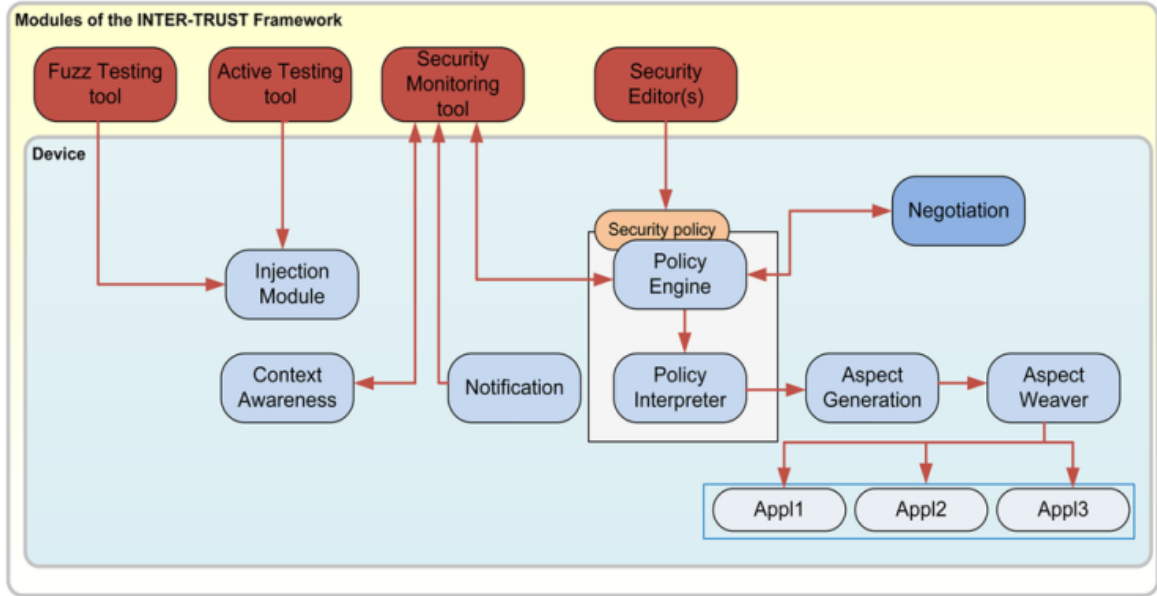 Modules of the INTER-TRUST Framework
Fuzz Testing
tool
Active Testing
tool
Security
Monitoring
tool
Security
Editor(s)
Device
Negotiation
Security policy
Policy
Engine
Injection
Module
Context
Awareness
Notification
Policy
Interpreter
Aspect
Generation
Aspect
Weaver
Appl1
Appl2
Appl3